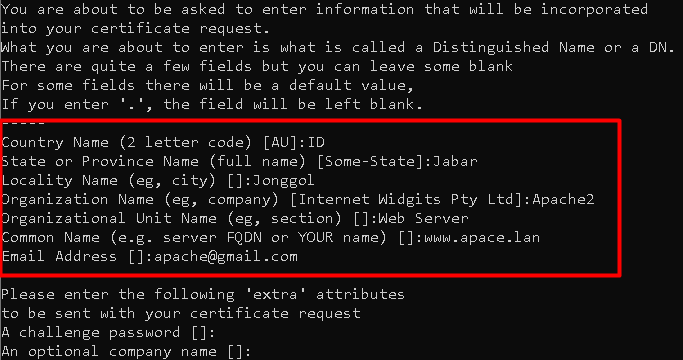 You are about to be asked to enter information that will be incorporated
into your certificate request.
What you are about to enter is what is called a Distinguished Name or a DN.
There are quite a few fields but you can leave some blank
For some fields there will be a default value,
If you enter '.', the field will be left blank.
-----
Country Name (2 letter code) [AU]:ID
State or Province Name (full name) [Some-State]:Jabar
Locality Name (eg, city) []:Jonggol
Organization Name (eg, company) [Internet Widgits Pty Ltd]:Apache2
Organizational Unit Name (eg, section) []:Web Server
Common Name (e.g. server FQDN or YOUR name) []:www.apace.lan
Email Address []:apache@gmail.com
Please enter the following 'extra' attributes
to be sent with your certificate request
A challenge password []:
An optional company name []: